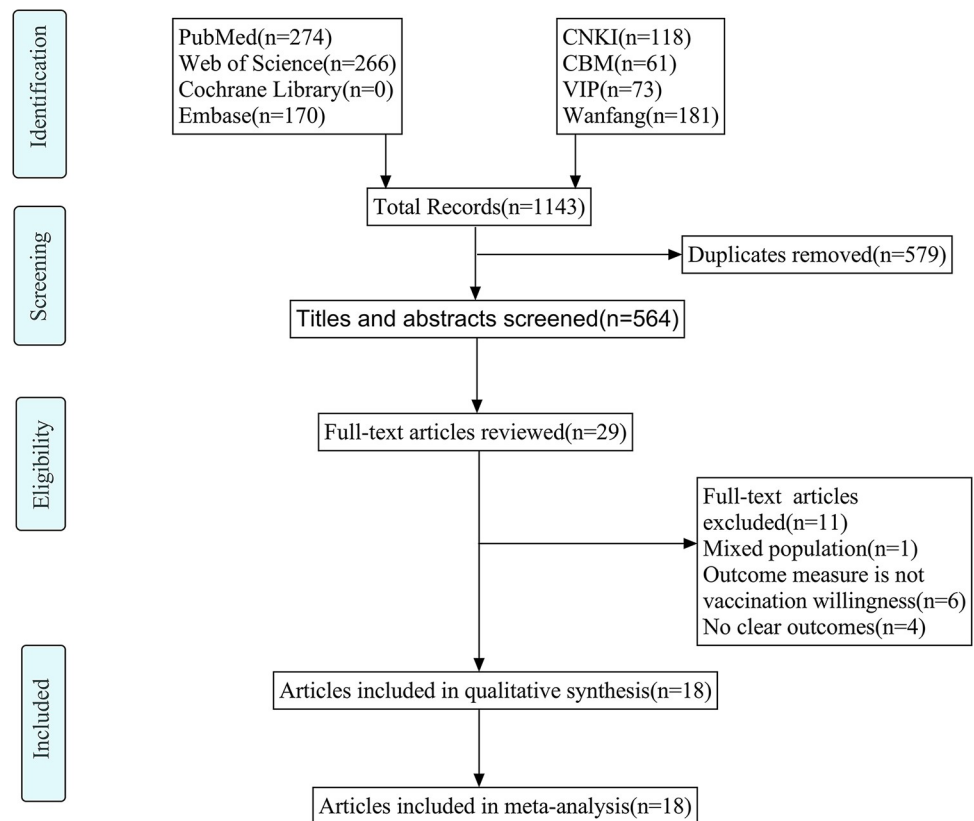 Identification
PubMed(n=274)
Web of Science(n=266)
Cochrane Library(n=0)
Embase(n=170)
CNKI(n=118)
CBM(n=61)
VIP(n=73)
Wanfang(n=181)
Total Records(n=1143)
Screening
Duplicates removed(n=579)
Titles and abstracts screened(n=564)
Eligibility
Full-text articles reviewed(n=29)
Full-text articles
excluded(n=11)
Mixed population(n=1)
Outcome measure is not
vaccination willingness(n=6)
No clear outcomes(n=4)
Included
Articles included in qualitative synthesis(n=18)
Articles included in meta-analysis(n=18)